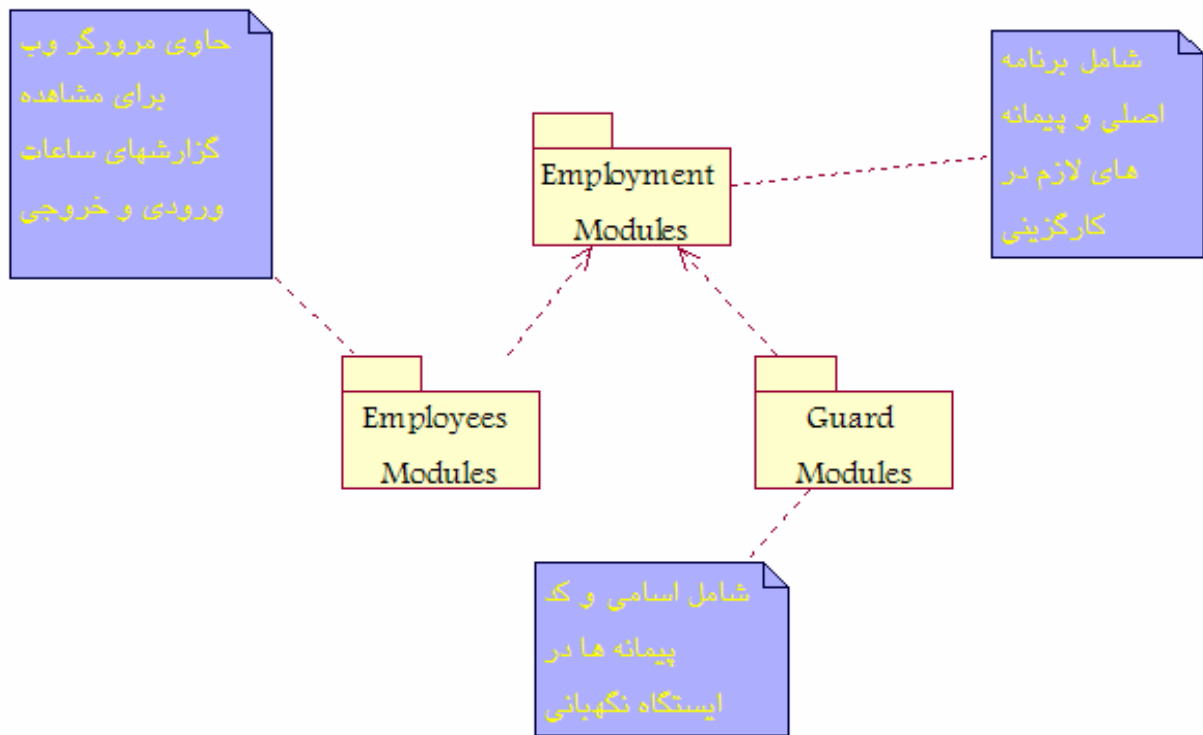 حاوی مرورگر وب
برای مشاهده
گزارشهای ساعات
ورودی و خروجی
شامل برنامه
اصلی و پیمانه
های لازم در
کارگزینی
Employment
Modules
Employees
Modules
Guard
Modules
شامل اسامی و کد
پیمانه ها در
ایستگاه نگهبانی